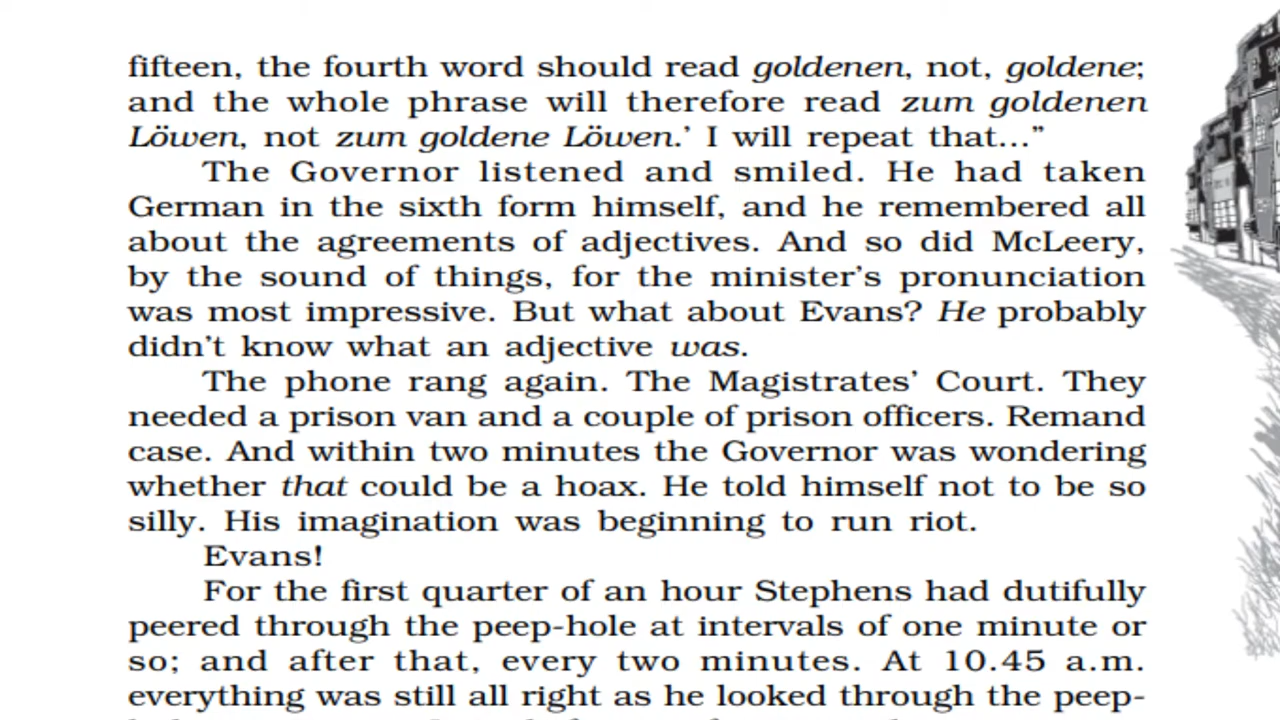 fifteen, the fourth word should read goldenen, not, goldene;
and the whole phrase will therefore read zum goldenen
Löwen, not zum goldene Löwen.’ I will repeat that...”
The Governor listened and smiled. He had taken
German in the sixth form himself, and he remembered all
about the agreements of adjectives. And so did McLeery,
by the sound of things, for the minister’s pronunciation
was most impressive. But what about Evans? He probably
didn’t know what an adjective was.
The phone rang again. The Magistrates’ Court. They
needed a prison van and a couple of prison officers. Remand
case. And within two minutes the Governor was wondering
whether that could be a hoax. He told himself not to be so
silly. His imagination was beginning to run riot.
Evans!
For the first quarter of an hour Stephens had dutifully
peered through the peep-hole at intervals of one minute or
so; and after that, every two minutes. At 10.45 a.m.
everything was still all right as he looked through the peep-